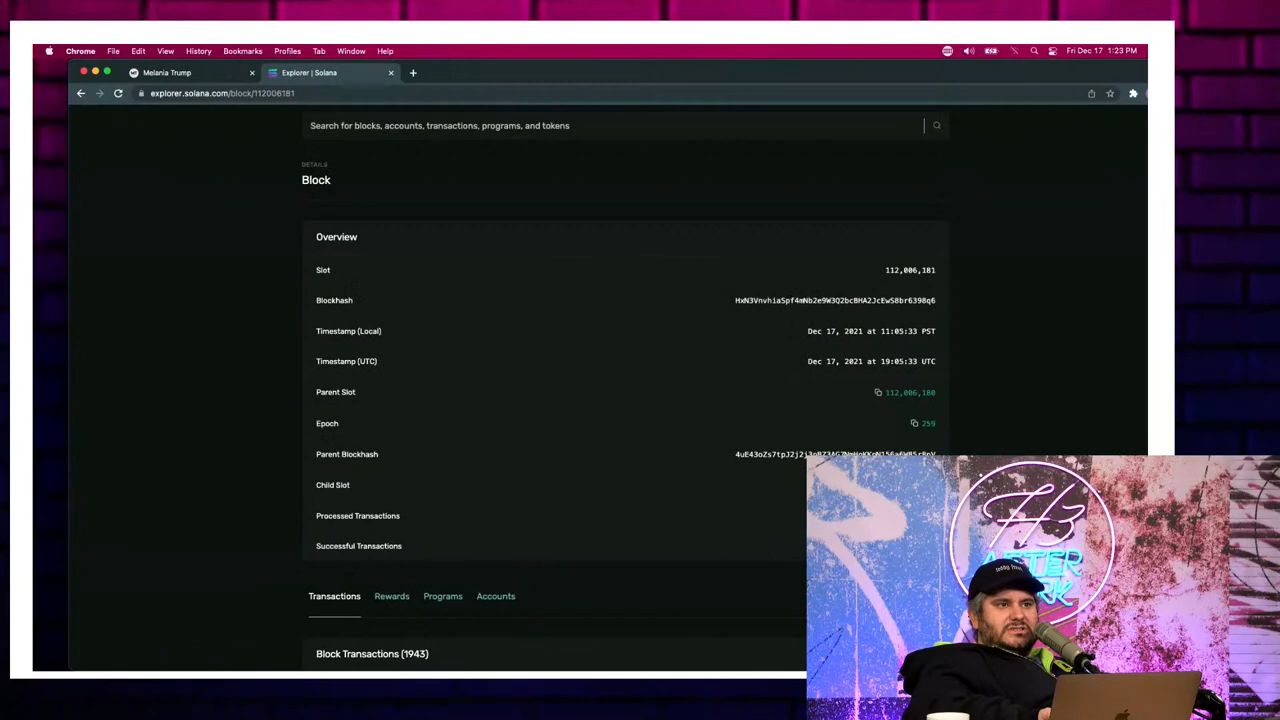 Chrome File Edit View History Bookmarks Profiles Tab Window Help Fri Dec 17 1:23 PM
Melania Trump Explorer | Solana
explorer.solana.com/block/112006181
Search for blocks, accounts, transactions, programs, and tokens
DETAILS
Block
Overview
Slot 112,006,181
Blockhash HxN3VnvhiaSpf4mNb2e9W3Q2bcBHA2JcEwS8br6398q6
Timestamp (Local) Dec 17, 2021 at 11:05:33 PST
Timestamp (UTC) Dec 17, 2021 at 19:05:33 UTC
Parent Slot 112,006,180
Epoch 259
Parent Blockhash
Child Slot
Processed Transactions
Successful Transactions
Transactions Rewards Programs Accounts
Block Transactions (1943)
H3
AFTER